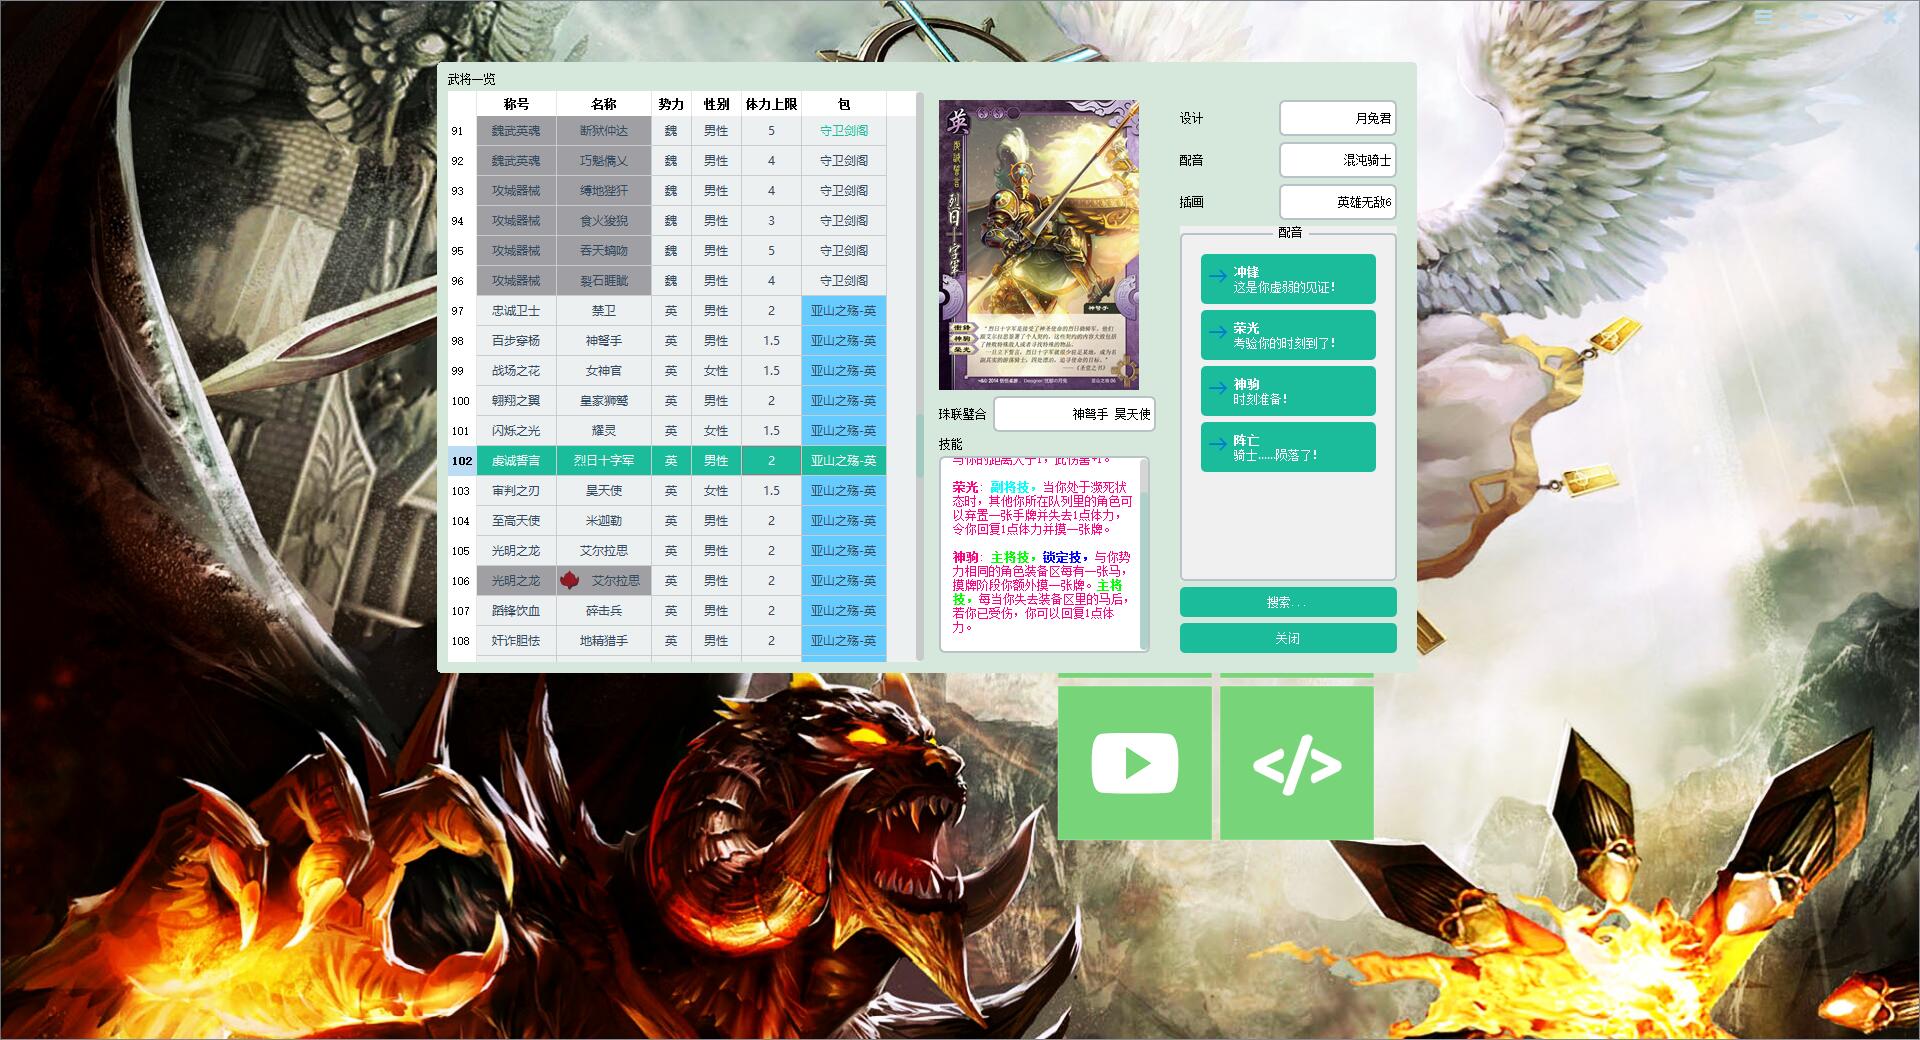 武将一览
称号 名称 势力 性别 体力上限 包
91 魏武英魂 断狱仲达 魏 男性 5 守卫剑阁
92 魏武英魂 巧魁儁乂 魏 男性 4 守卫剑阁
93 攻城器械 缚地狴犴 魏 男性 4 守卫剑阁
94 攻城器械 食火狻猊 魏 男性 3 守卫剑阁
95 攻城器械 吞天螭吻 魏 男性 5 守卫剑阁
96 攻城器械 裂石睚眦 魏 男性 4 守卫剑阁
97 忠诚卫士 禁卫 英 男性 2 亚山之殇-英
98 百步穿杨 神弩手 英 男性 1.5 亚山之殇-英
99 战场之花 女神官 英 女性 1.5 亚山之殇-英
100 翱翔之翼 皇家狮鹫 英 男性 2 亚山之殇-英
101 闪烁之光 耀灵 英 女性 1.5 亚山之殇-英
102 虔诚誓言 烈日十字军 英 男性 2 亚山之殇-英
103 审判之刃 昊天使 英 女性 1.5 亚山之殇-英
104 至高天使 米迦勒 英 男性 2 亚山之殇-英
105 光明之龙 艾尔拉思 英 男性 2 亚山之殇-英
106 光明之龙 艾尔拉思 英 男性 2 亚山之殇-英
107 蹈锋饮血 碎击兵 英 男性 2 亚山之殇-英
108 奸诈胆怯 地精猎手 英 男性 2 亚山之殇-英
英
虔诚誓言
烈日十字军
神弩手
衝鋒
神駒
荣光
珠联璧合 神弩手 昊天使
技能
与你的距离大于1，此伤害+1。
荣光：副将技，当你处于濒死状
态时，其他你所在队列里的角色可
以弃置一张手牌并失去1点体力，
令你回复1点体力并摸一张牌。
神驹：主将技，锁定技，与你势
力相同的角色装备区每有一张马，
摸牌阶段你额外摸一张牌。主将
技，每当你失去装备区里的马后，
若你已受伤，你可以回复1点体
力。
设计 月兔君
配音 混沌骑士
插画 英雄无敌6
配音
冲锋
这是你虚弱的见证！
荣光
考验你的时刻到了！
神驹
时刻准备！
阵亡
骑士……陨落了！
搜索...
关闭